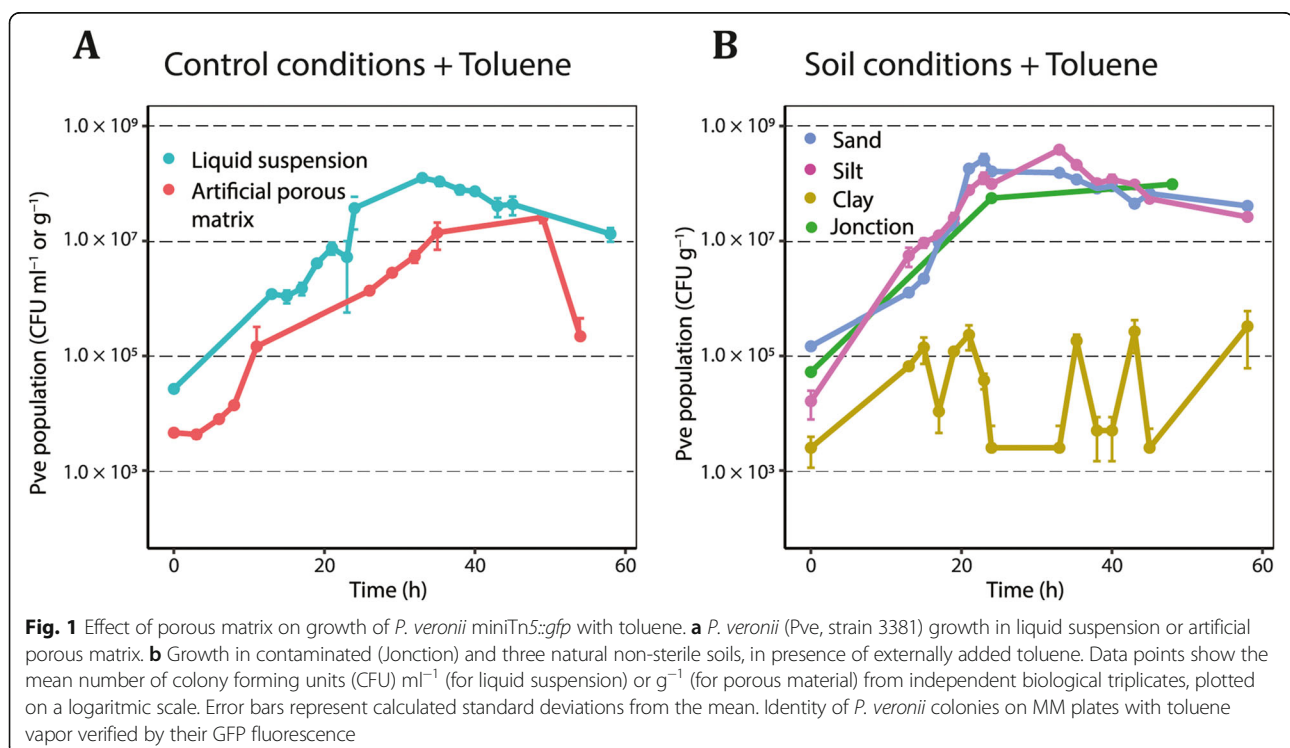 A
Control conditions + Toluene
1.0 × 10⁹
1.0 × 10⁷
1.0 × 10⁵
1.0 × 10³
Pve population (CFU ml⁻¹ or g⁻¹)
Liquid suspension
Artificial porous
matrix
0
20
40
60
Time (h)
B
Soil conditions + Toluene
1.0 × 10⁹
1.0 × 10⁷
1.0 × 10⁵
1.0 × 10³
Pve population (CFU g⁻¹)
Sand
Silt
Clay
Jonction
0
20
40
60
Time (h)
Fig. 1 Effect of porous matrix on growth of P. veronii miniTn5::gfp with toluene. a P. veronii (Pve, strain 3381) growth in liquid suspension or artificial
porous matrix. b Growth in contaminated (Jonction) and three natural non-sterile soils, in presence of externally added toluene. Data points show the
mean number of colony forming units (CFU) ml⁻¹ (for liquid suspension) or g⁻¹ (for porous material) from independent biological triplicates, plotted
on a logaritmic scale. Error bars represent calculated standard deviations from the mean. Identity of P. veronii colonies on MM plates with toluene
vapor verified by their GFP fluorescence